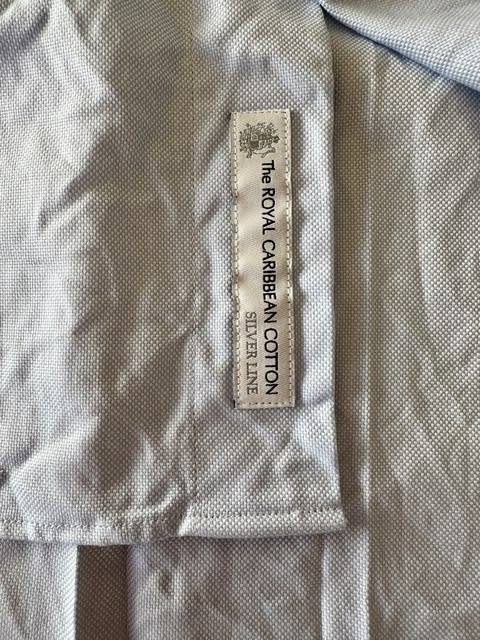 The ROYAL CARIBBEAN COTTON
SILVER LINE